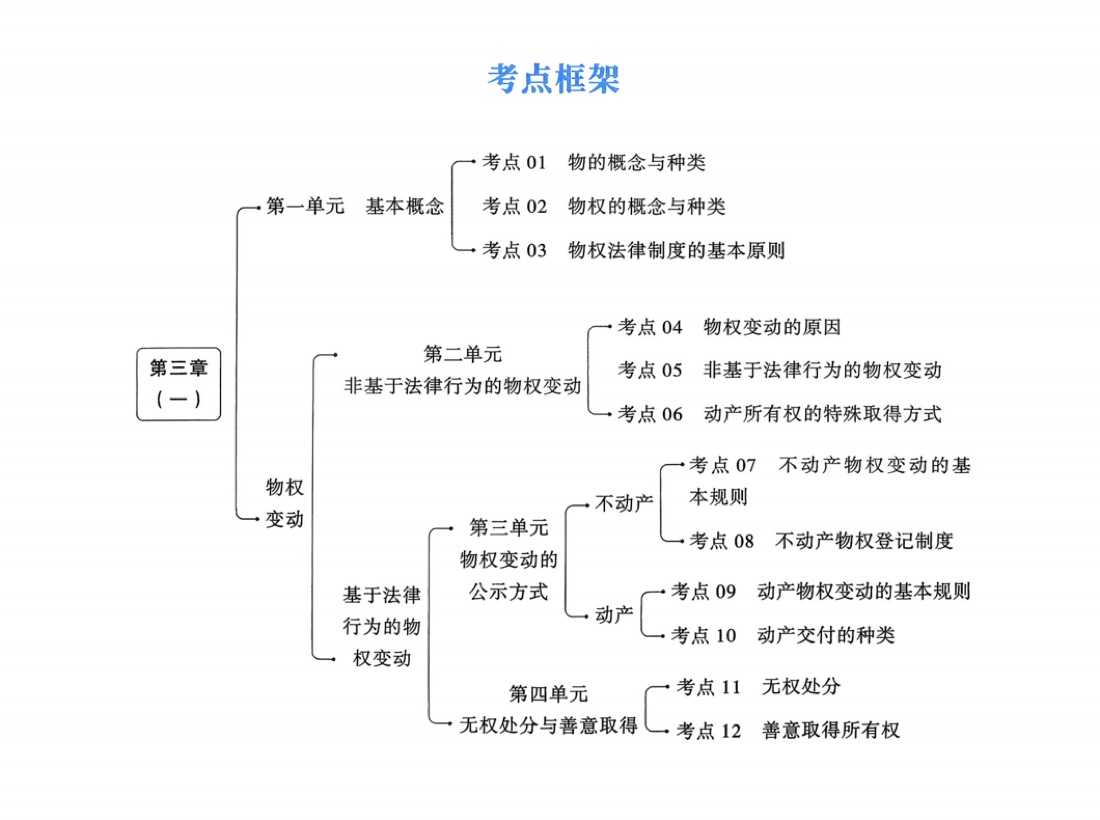 考点框架
第三章
（一）
第一单元　基本概念
考点 01　物的概念与种类
考点 02　物权的概念与种类
考点 03　物权法律制度的基本原则
物权
变动
第二单元
非基于法律行为的物权变动
考点 04　物权变动的原因
考点 05　非基于法律行为的物权变动
考点 06　动产所有权的特殊取得方式
基于法律
行为的物
权变动
第三单元
物权变动的
公示方式
不动产
考点 07　不动产物权变动的基
本规则
考点 08　不动产物权登记制度
动产
考点 09　动产物权变动的基本规则
考点 10　动产交付的种类
第四单元
无权处分与善意取得
考点 11　无权处分
考点 12　善意取得所有权